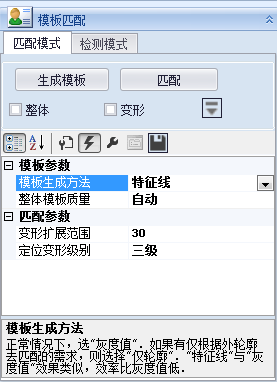 模板匹配
匹配模式 检测模式
生成模板 匹配
整体 变形
模板参数
模板生成方法 特征线
整体模板质量 自动
匹配参数
变形扩展范围 30
定位变形级别 三级
模板生成方法
正常情况下，选"灰度值"．如果有仅根据外轮廓
去匹配的需求，则选择"仅轮廓"．"特征线"与"灰
度值"效果类似，效率比灰度值低．